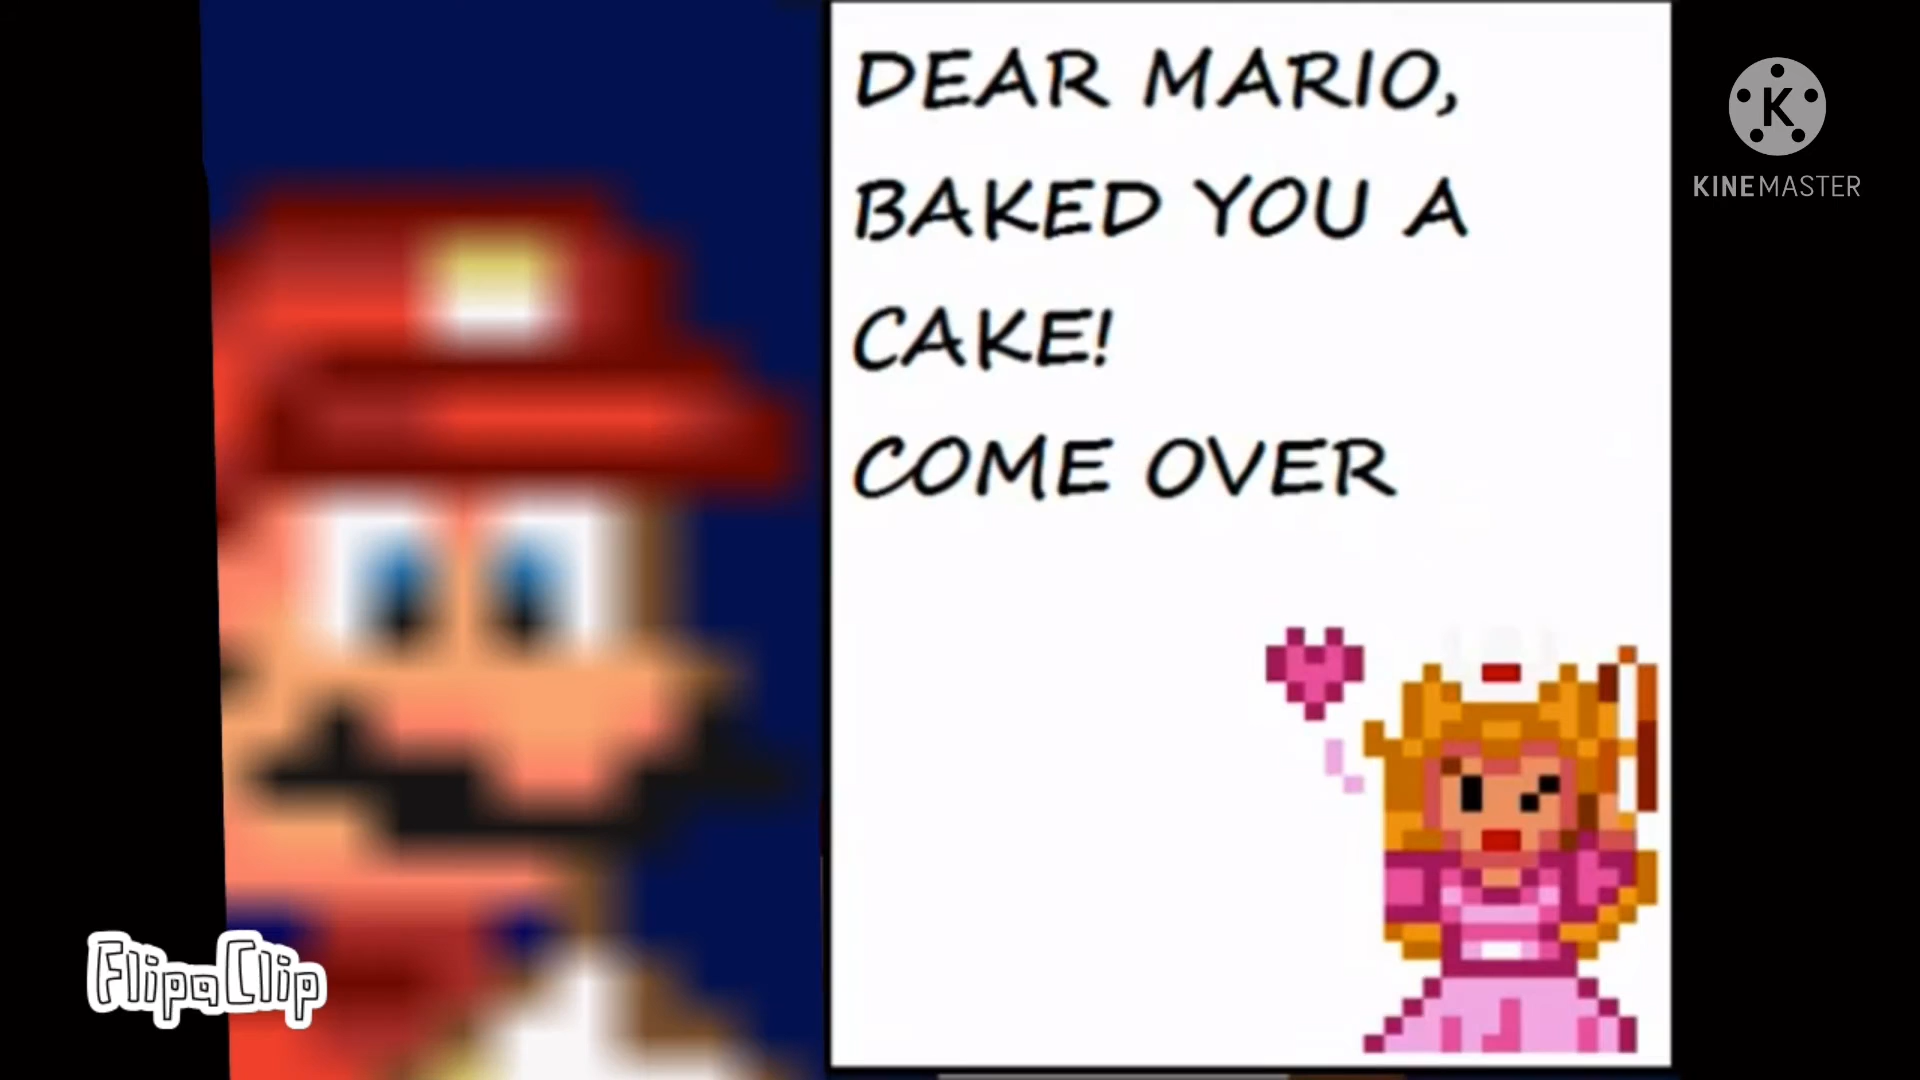 DEAR MARIO,
BAKED YOU A
CAKE!
COME OVER
K
KINEMASTER
FlipaClip